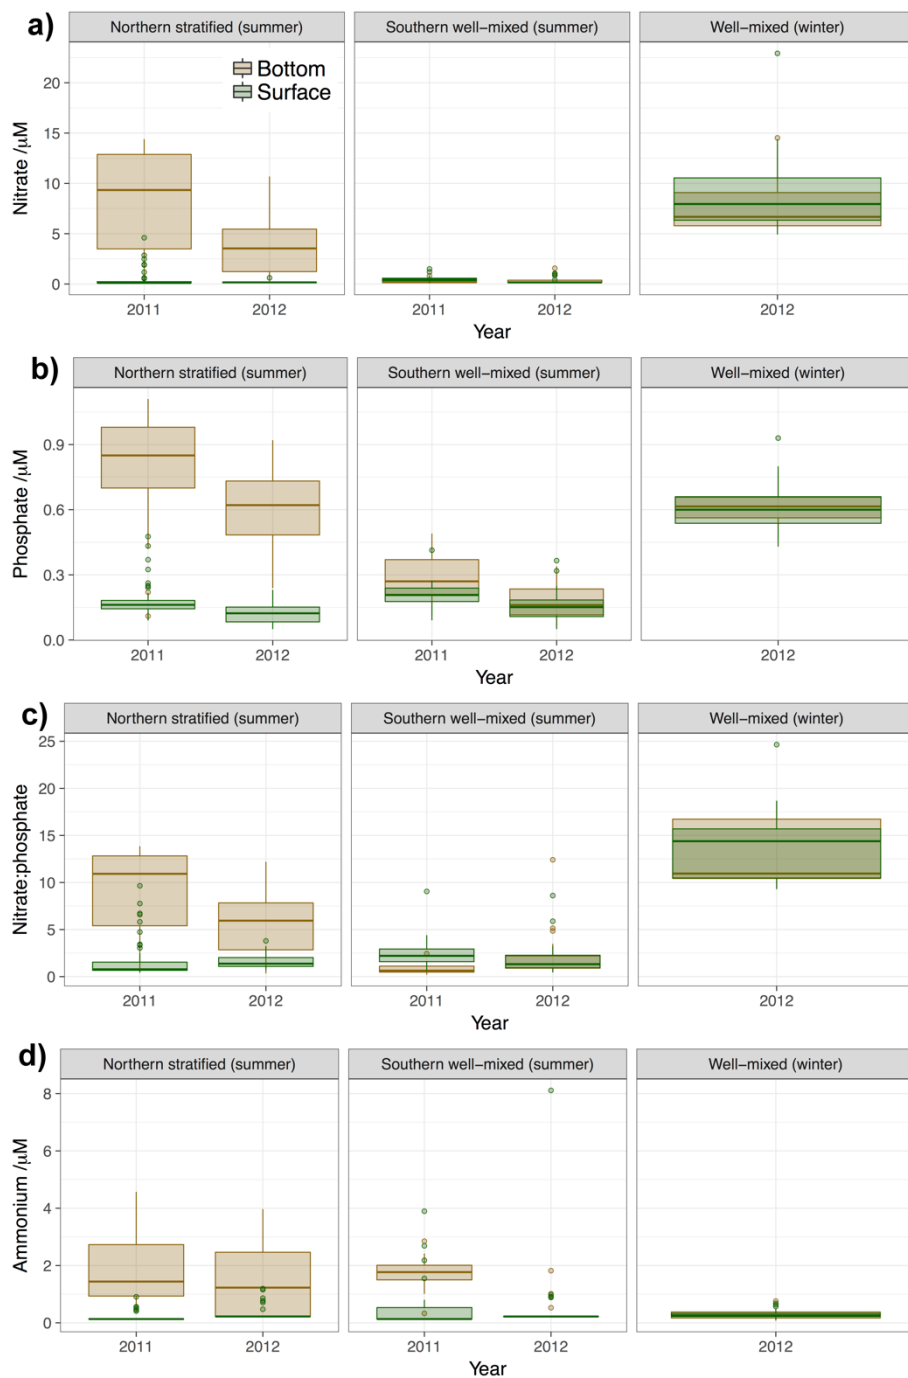 a)
Northern stratified (summer) Southern well-mixed (summer) Well-mixed (winter)
Bottom
Surface
Nitrate /µM
20
15
10
5
0
2011 2012 2011 2012 2012
Year
b)
Northern stratified (summer) Southern well-mixed (summer) Well-mixed (winter)
Phosphate /µM
0.9
0.6
0.3
0.0
2011 2012 2011 2012 2012
Year
c)
Northern stratified (summer) Southern well-mixed (summer) Well-mixed (winter)
Nitrate:phosphate
25
20
15
10
5
0
2011 2012 2011 2012 2012
Year
d)
Northern stratified (summer) Southern well-mixed (summer) Well-mixed (winter)
Ammonium /µM
8
6
4
2
0
2011 2012 2011 2012 2012
Year